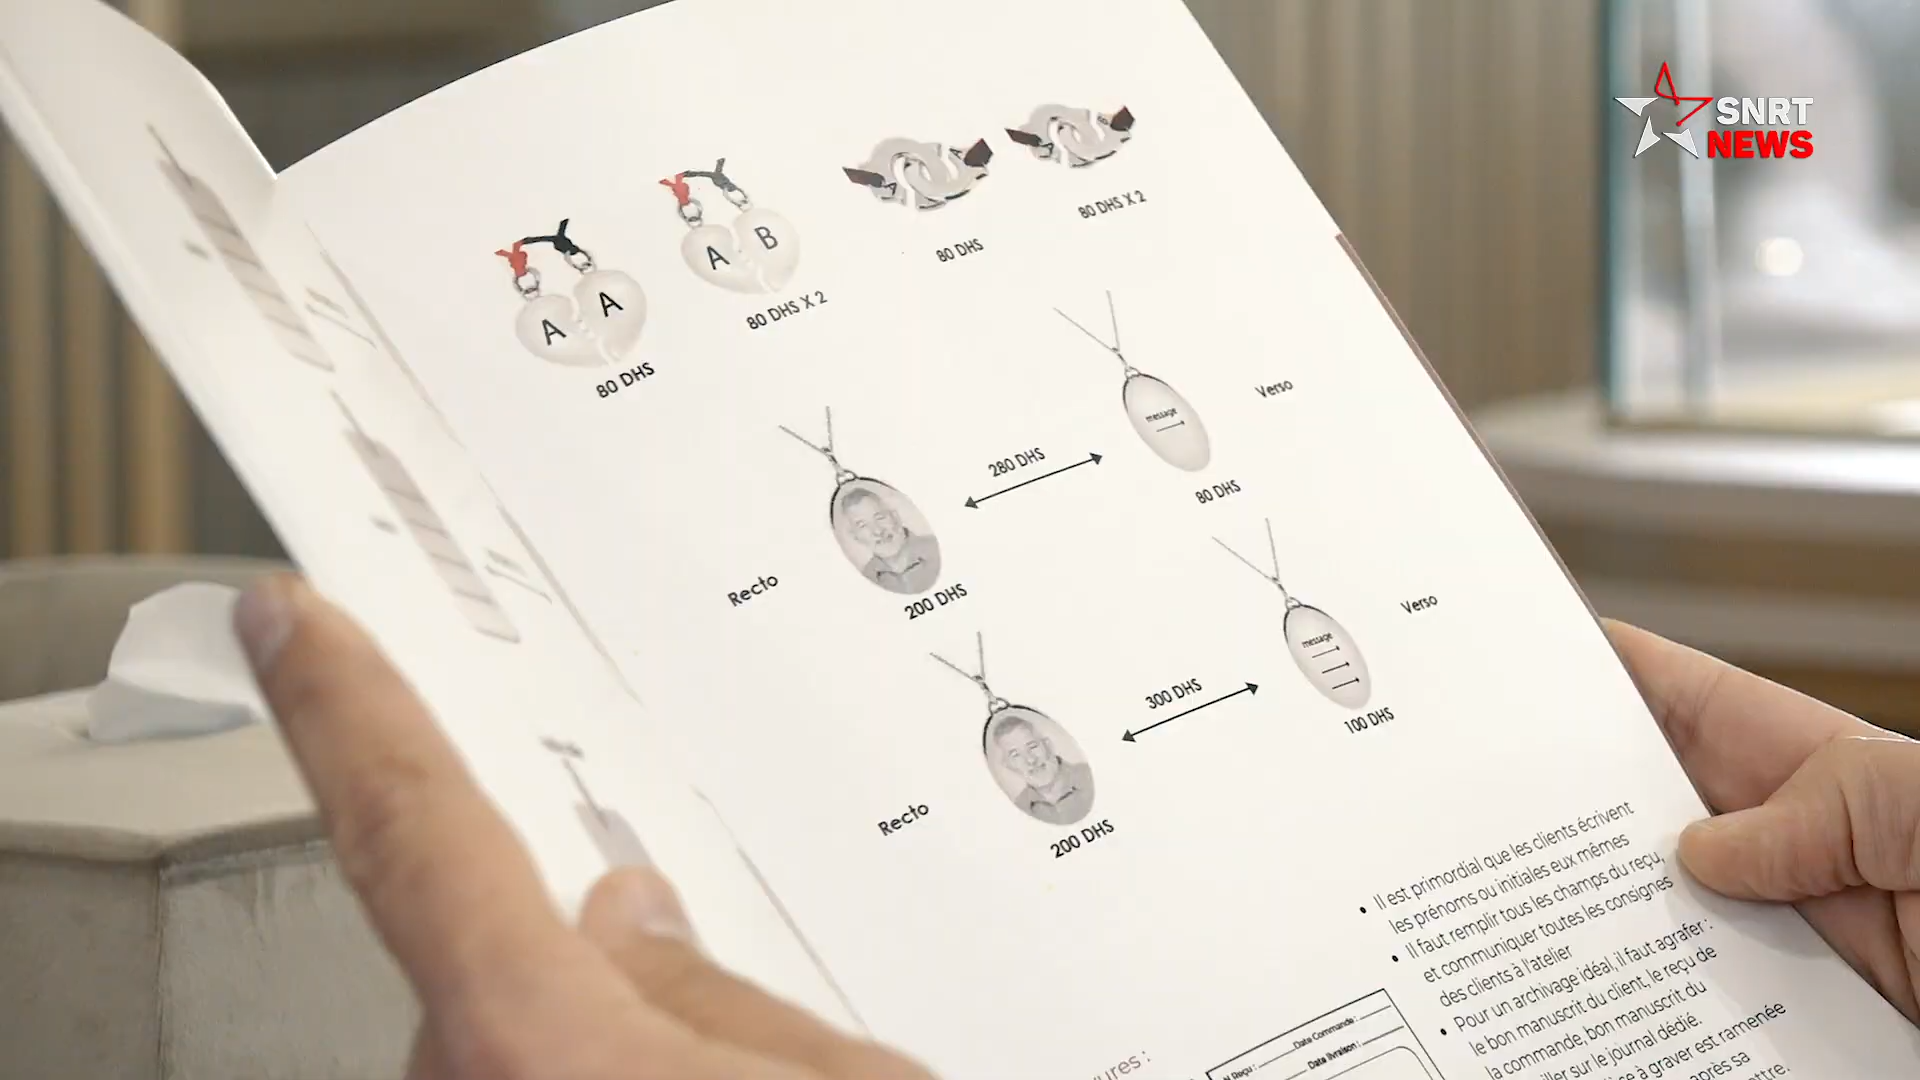 SNRT
NEWS
A A
80 DHS
A B
80 DHS X 2
80 DHS
80 DHS X 2
Recto
200 DHS
280 DHS
message
Verso
80 DHS
Recto
200 DHS
300 DHS
message
Verso
100 DHS
• Il est primordial que les clients écrivent
les prénoms ou initiales eux mêmes
• Il faut remplir tous les champs du reçu,
et communiquer toutes les consignes
des clients à l'atelier
• Pour un archivage idéal, il faut agrafer :
le bon manuscrit du client, le reçu de
la commande, bon manuscrit du
sur le journal dédié.
à graver est ramenée
après sa
Date Commande :
Date livraison :
N Reçu :